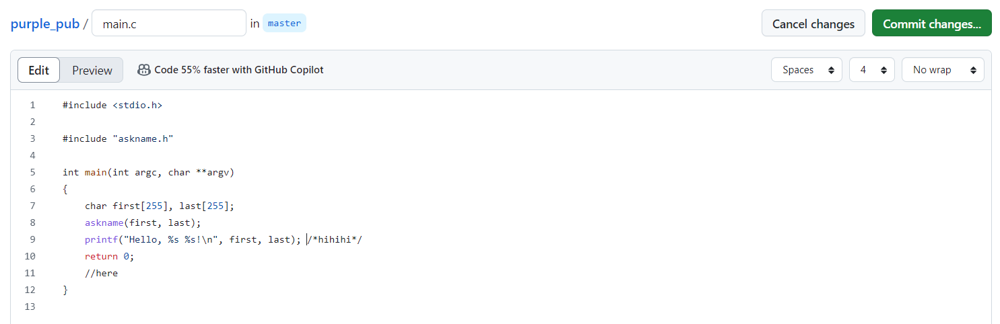 purple_pub / main.c in master Cancel changes Commit changes...
Edit Preview Code 55% faster with GitHub Copilot Spaces 4 No wrap
1 #include <stdio.h>
2
3 #include "askname.h"
4
5 int main(int argc, char **argv)
6 {
7     char first[255], last[255];
8     askname(first, last);
9     printf("Hello, %s %s!\n", first, last); /*hihihi*/
10     return 0;
11     //here
12 }
13